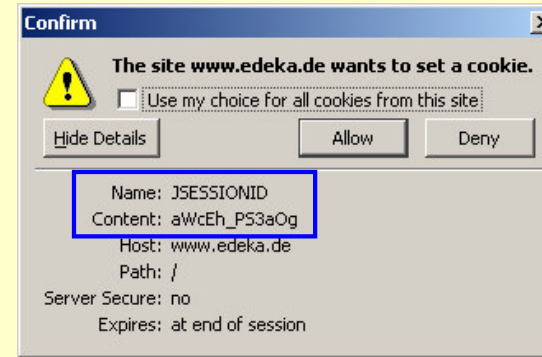 Confirm
The site www.edeka.de wants to set a cookie.
Use my choice for all cookies from this site
Hide Details Allow Deny
Name: JSESSIONID
Content: aWcEh_PS3aOg
Host: www.edeka.de
Path: /
Server Secure: no
Expires: at end of session